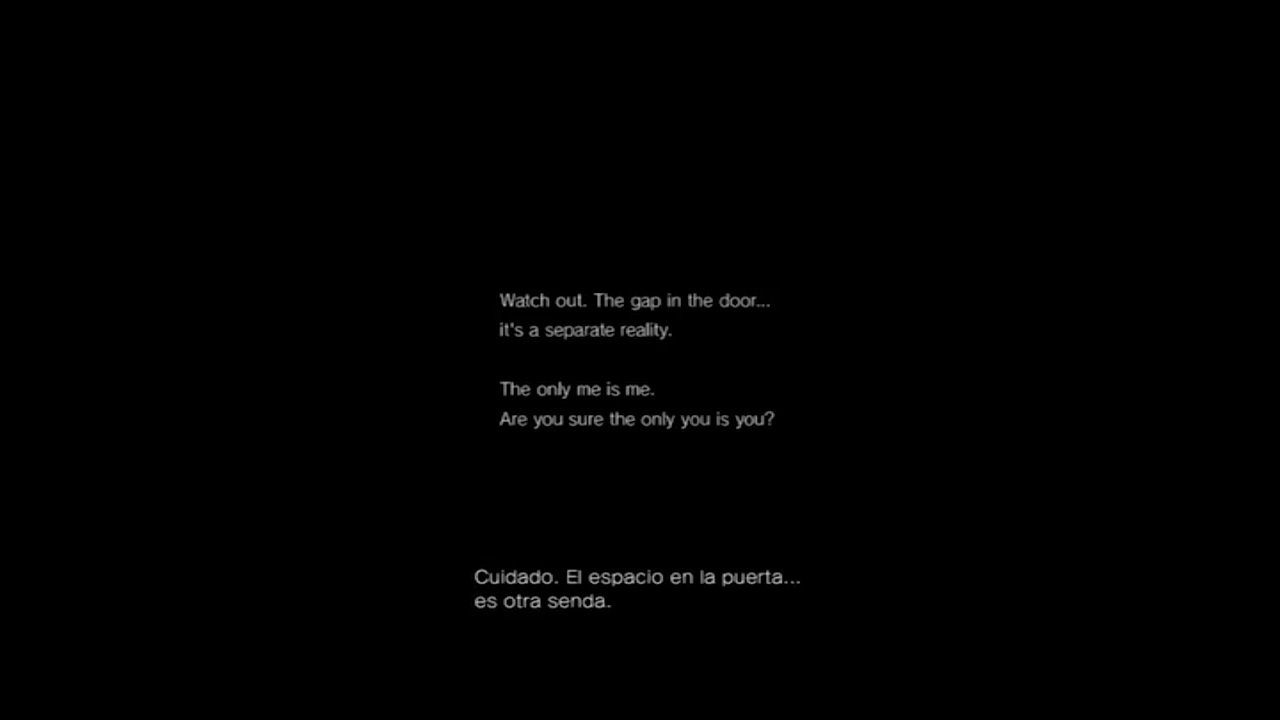 Watch out. The gap in the door...
it's a separate reality.
The only me is me.
Are you sure the only you is you?
Cuidado. El espacio en la puerta...
es otra senda.